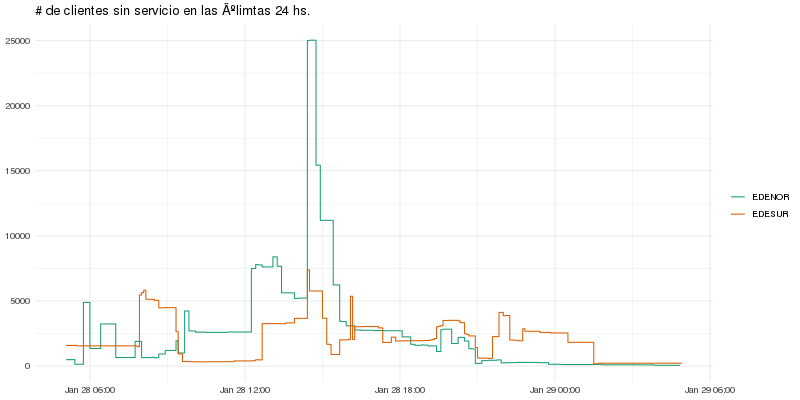 # de clientes sin servicio en las Ãºlimtas 24 hs.
25000
20000
15000
10000
5000
0
Jan 28 06:00
Jan 28 12:00
Jan 28 18:00
Jan 29 00:00
Jan 29 06:00
EDENOR
EDESUR